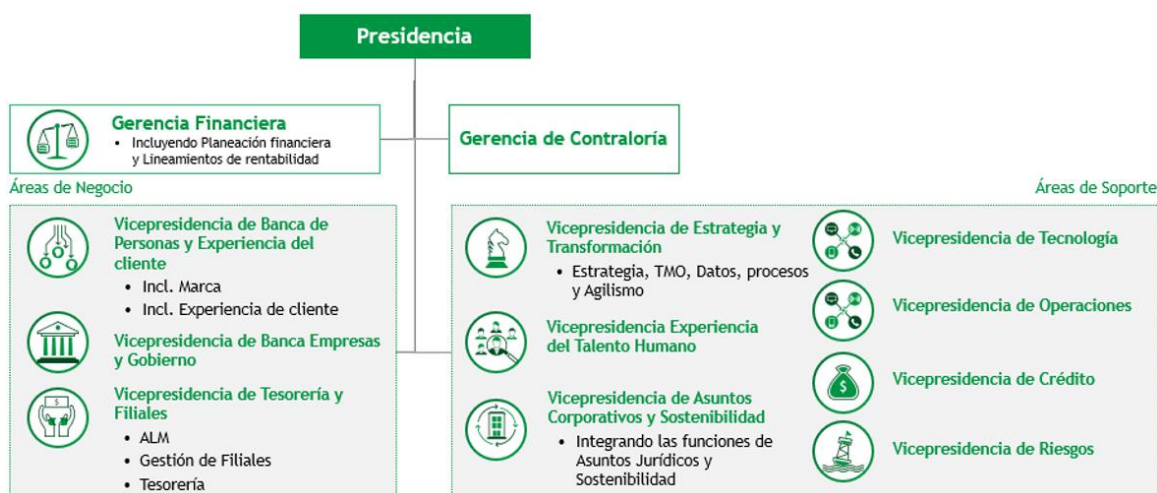 Presidencia
Gerencia Financiera
• Incluyendo Planeación financiera
y Lineamientos de rentabilidad
Gerencia de Contraloría
Áreas de Negocio
Áreas de Soporte
Vicepresidencia de Banca de
Personas y Experiencia del
cliente
• Incl. Marca
• Incl. Experiencia de cliente
Vicepresidencia de Banca Empresas
y Gobierno
Vicepresidencia de Tesorería y
Filiales
• ALM
• Gestión de Filiales
• Tesorería
Vicepresidencia de Estrategia y
Transformación
• Estrategia, TMO, Datos, procesos
y Agilismo
Vicepresidencia Experiencia
del Talento Humano
Vicepresidencia de Asuntos
Corporativos y Sostenibilidad
• Integrando las funciones de
Asuntos Jurídicos y
Sostenibilidad
Vicepresidencia de Tecnología
Vicepresidencia de Operaciones
$
Vicepresidencia de Crédito
Vicepresidencia de Riesgos